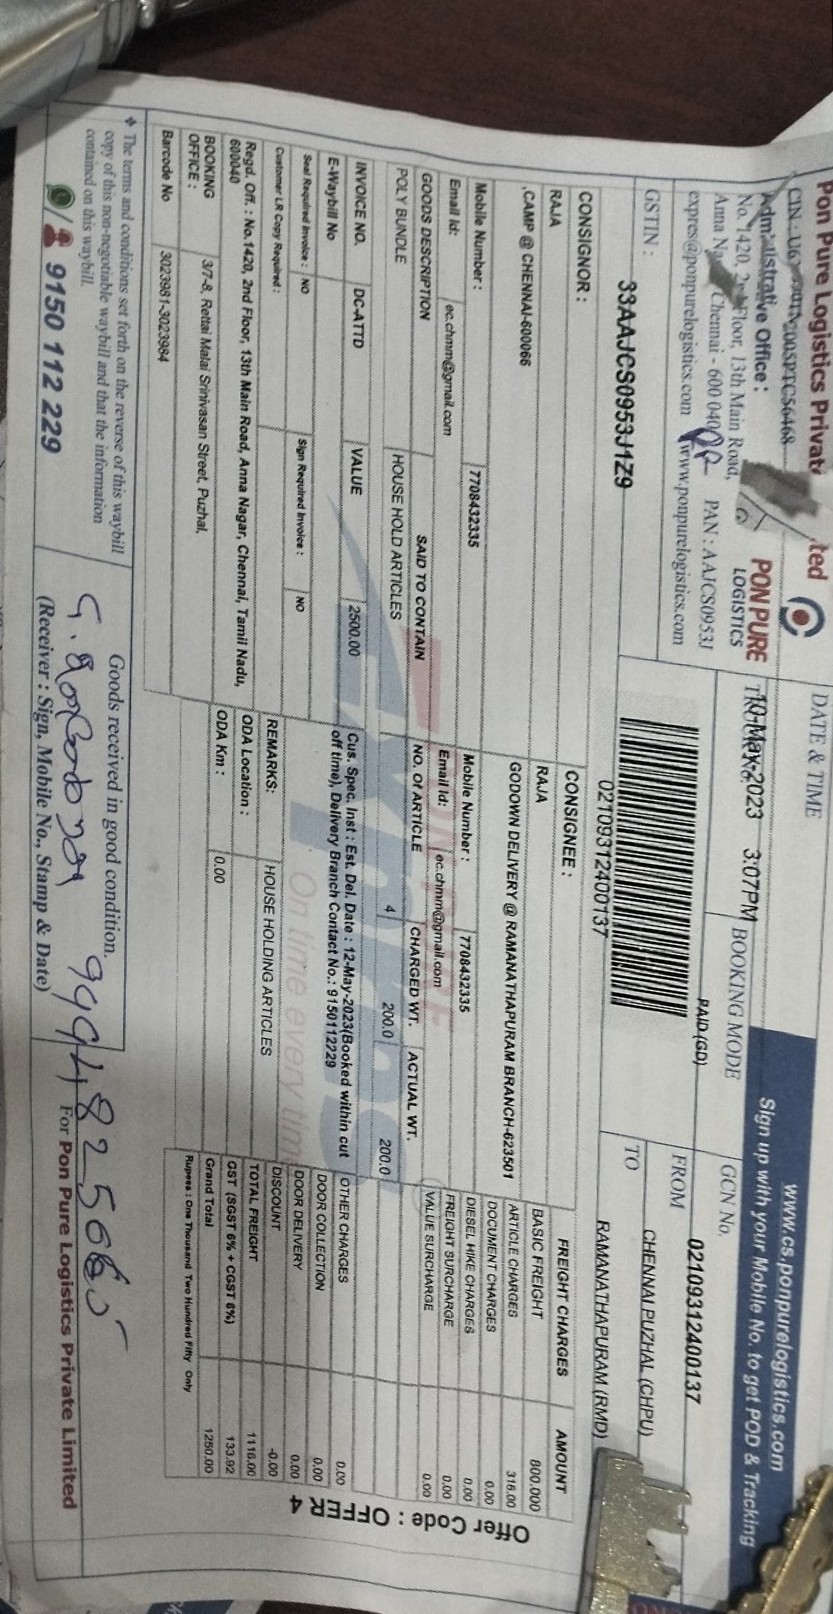 Pon Pure Logistics Privat ted
CIN : U6 PTC56468
Administrative Office :
No. 1420, 2nd Floor, 13th Main Road,
Anna Na Chennai - 600 040 PAN : AAJCS0953J
expres@ponpurelogistics.com www.ponpurelogistics.com
PON PURE
LOGISTICS
GSTIN : 33AAJCS0953J1Z9
DATE & TIME
10-May-2023 3:07PM
BOOKING MODE
PAID (GD)
www.cs.ponpurelogistics.com
Sign up with your Mobile No. to get POD & Tracking
GCN No. 02109312400137
FROM CHENNAI PUZHAL (CHPU)
TO RAMANATHAPURAM (RMD)
02109312400137
CONSIGNOR :
RAJA
,CAMP @ CHENNAI-600066
Mobile Number : 7708432335
Email Id: ec.chmm@gmail.com
CONSIGNEE :
RAJA
GODOWN DELIVERY @ RAMANATHAPURAM BRANCH-623501
Mobile Number : 7708432335
Email Id: ec.chmm@gmail.com
GOODS DESCRIPTION SAID TO CONTAIN NO. Of ARTICLE CHARGED WT. ACTUAL WT.
POLY BUNDLE HOUSE HOLD ARTICLES 4 200.0 200.0
INVOICE NO. DC-ATTD VALUE 2500.00
E-Waybill No
Seal Required Invoice : NO Sign Required Invoice : NO
Customer LR Copy Required :
Cus. Spec. Inst : Est. Del. Date : 12-May-2023(Booked within cut
off time), Delivery Branch Contact No.: 9150112229
REMARKS: HOUSE HOLDING ARTICLES
ODA Location :
ODA Km : 0.00
Regd. Off. : No.1420, 2nd Floor, 13th Main Road, Anna Nagar, Chennai, Tamil Nadu,
600040
BOOKING OFFICE : 3/7-8, Rettai Malai Srinivasan Street, Puzhal,
Barcode No 3023981-3023984
FREIGHT CHARGES AMOUNT
BASIC FREIGHT 800.000
ARTICLE CHARGES 316.00
DOCUMENT CHARGES 0.00
DIESEL HIKE CHARGES 0.00
FREIGHT SURCHARGE 0.00
VALUE SURCHARGE 0.00
OTHER CHARGES 0.00
DOOR COLLECTION 0.00
DOOR DELIVERY 0.00
DISCOUNT -0.00
TOTAL FREIGHT 1116.00
GST (SGST 6% + CGST 6%) 133.92
Grand Total 1250.00
Rupees : One Thousand Two Hundred Fifty Only
Offer Code : OFFER 4
PON PURE
Express
On time every time
The terms and conditions set forth on the reverse of this waybill
copy of this non-negotiable waybill and that the information
contained on this waybill.
9150 112 229
Goods received in good condition.
(Receiver : Sign, Mobile No., Stamp & Date)
For Pon Pure Logistics Private Limited